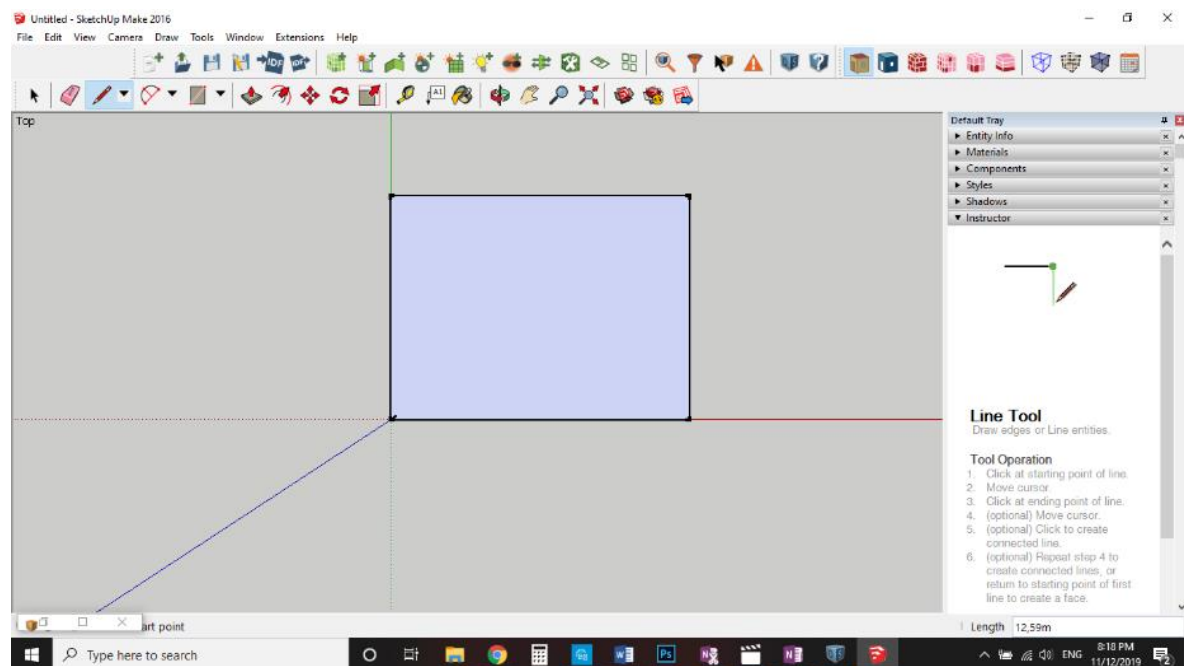 Untitled - SketchUp Make 2016
File Edit View Camera Draw Tools Window Extensions Help
IDF IDF
A1
Top
Default Tray
Entity Info
Materials
Components
Styles
Shadows
Instructor
Line Tool
Draw edges or Line entities.
Tool Operation
1. Click at starting point of line.
2. Move cursor.
3. Click at ending point of line.
4. (optional) Move cursor.
5. (optional) Click to create
connected line.
6. (optional) Repeat step 4 to
create connected lines, or
return to starting point of first
line to create a face.
art point
Length 12,59m
Type here to search
Ps
ENG
8:18 PM
11/12/2019
2